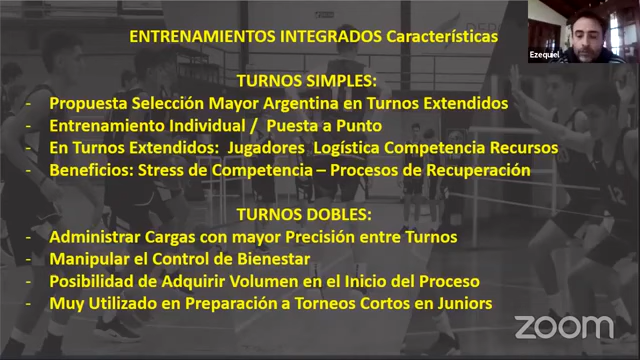 ENTRENAMIENTOS INTEGRADOS Características
Ezequiel
TURNOS SIMPLES:
- Propuesta Selección Mayor Argentina en Turnos Extendidos
- Entrenamiento Individual / Puesta a Punto
- En Turnos Extendidos: Jugadores Logística Competencia Recursos
- Beneficios: Stress de Competencia – Procesos de Recuperación
TURNOS DOBLES:
- Administrar Cargas con mayor Precisión entre Turnos
- Manipular el Control de Bienestar
- Posibilidad de Adquirir Volumen en el Inicio del Proceso
- Muy Utilizado en Preparación a Torneos Cortos en Juniors
zoom